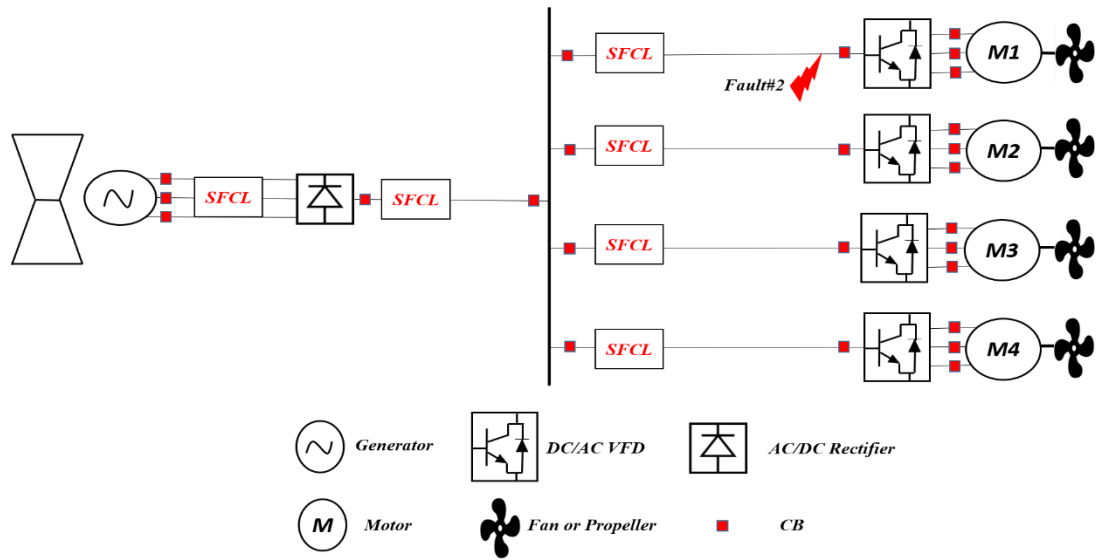 SFCL
M1
Fault#2
SFCL
M2
SFCL
SFCL
SFCL
M3
SFCL
M4
Generator
DC/AC VFD
AC/DC Rectifier
M
Motor
Fan or Propeller
CB